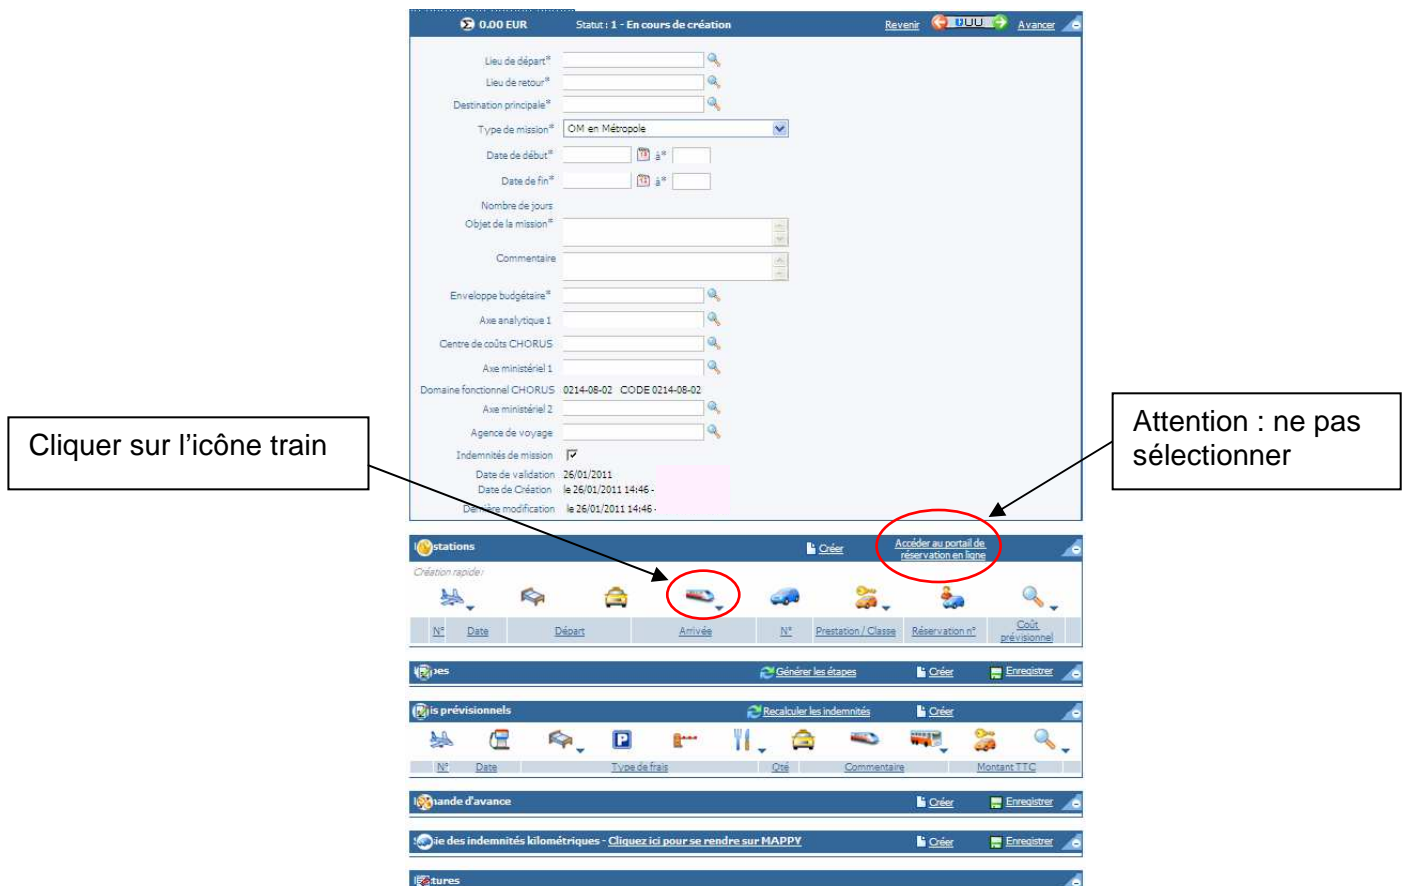 0.00 EUR Statut : 1 - En cours de création Revenir Avancer
Lieu de départ*
Lieu de retour*
Destination principale*
Type de mission* OM en Métropole
Date de début* à*
Date de fin* à*
Nombre de jours
Objet de la mission*
Commentaire
Enveloppe budgétaire*
Axe analytique 1
Centre de coûts CHORUS
Axe ministériel 1
Domaine fonctionnel CHORUS 0214-08-02 CODE 0214-08-02
Axe ministériel 2
Agence de voyage
Indemnités de mission
Date de validation 26/01/2011
Date de Création le 26/01/2011 14:46 -
Dernière modification le 26/01/2011 14:46 -
Cliquer sur l'icône train
Attention : ne pas
sélectionner
stations Créer Accéder au portail de
réservation en ligne
Création rapide :
N° Date Départ Arrivée N° Prestation / Classe Réservation n° Coût
prévisionnel
pes Générer les étapes Créer Enregistrer
is prévisionnels Recalculer les indemnités Créer
N° Date Type de frais Qté Commentaire Montant TTC
mande d'avance Créer Enregistrer
ie des indemnités kilométriques - Cliquez ici pour se rendre sur MAPPY Créer Enregistrer
tures